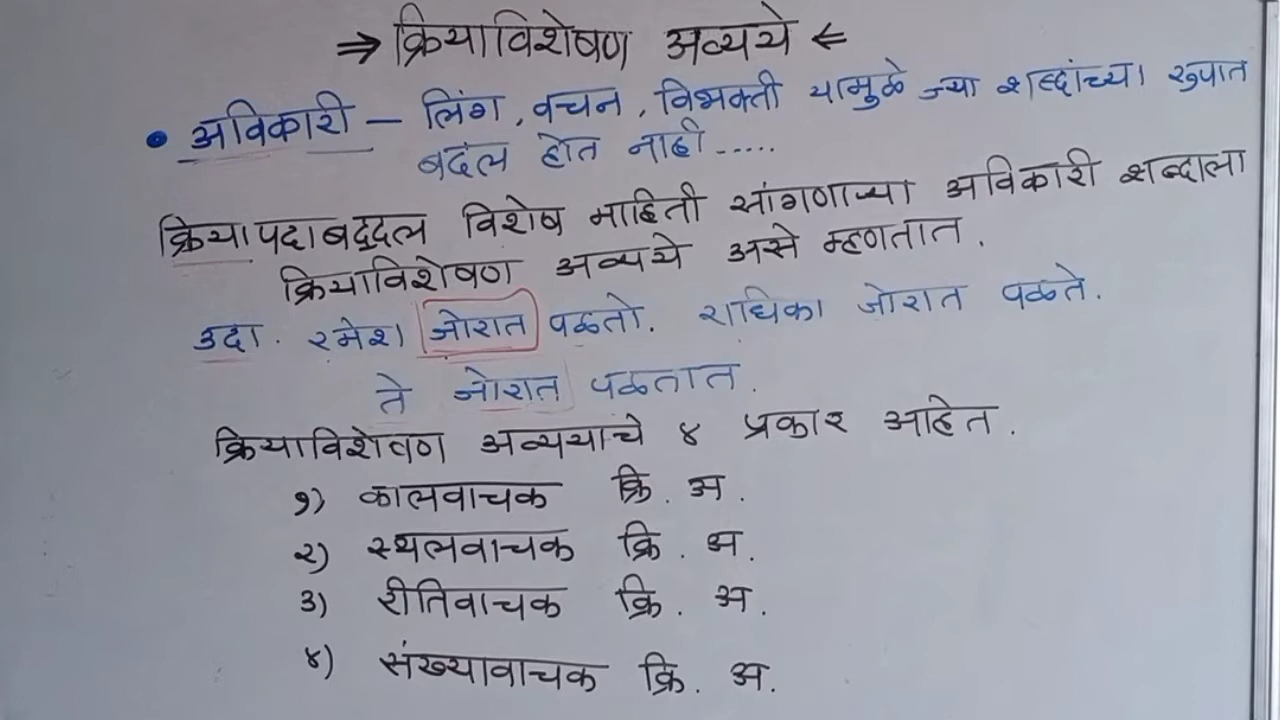 ⇒ क्रियाविशेषण अव्यये ⇐
• अविकारी – लिंग, वचन, विभक्ती यामुळे ज्या शब्दांच्या रुपात
बदल होत नाही.....
क्रियापदाबद्दल विशेष माहिती सांगणाऱ्या अविकारी शब्दाला
क्रियाविशेषण अव्यये असे म्हणतात.
उदा. रमेश जोरात पळतो. राधिका जोरात पळते.
ते जोरात पळतात.
क्रियाविशेषण अव्ययाचे ४ प्रकार आहेत.
१) कालवाचक क्रि. अ.
२) स्थलवाचक क्रि. अ.
३) रीतिवाचक क्रि. अ.
४) संख्यावाचक क्रि. अ.